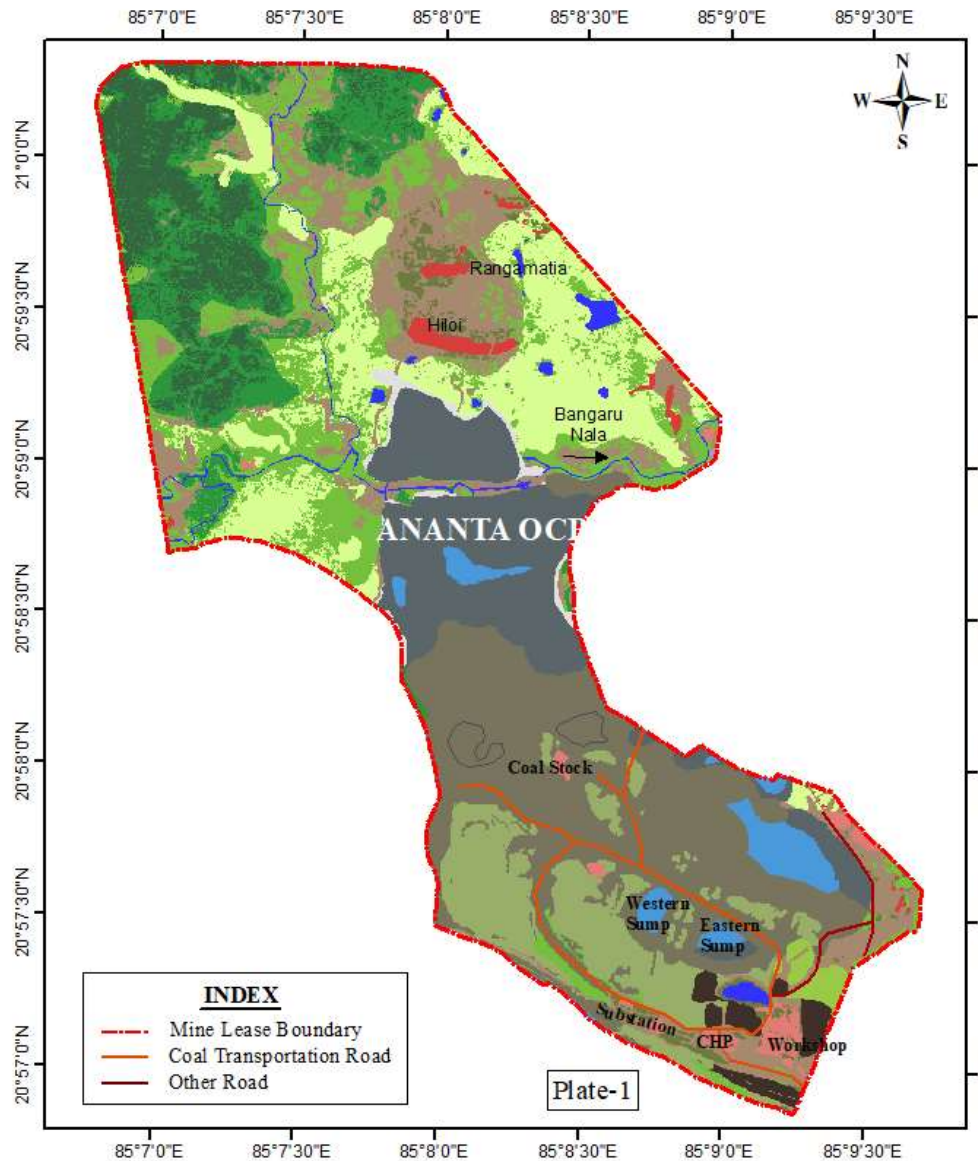 85°7'0"E 85°7'30"E 85°8'0"E 85°8'30"E 85°9'0"E 85°9'30"E
N
W E
S
21°0'0"N
Rangamatia
20°59'30"N
Hiloi
Bangaru
Nala
20°59'0"N
ANANTA OCP
20°58'30"N
20°58'0"N
Coal Stock
20°57'30"N
Western
Sump
Eastern
Sump
Substation
CHP
Workshop
20°57'0"N
INDEX
Mine Lease Boundary
Coal Transportation Road
Other Road
Plate-1
85°7'0"E 85°7'30"E 85°8'0"E 85°8'30"E 85°9'0"E 85°9'30"E